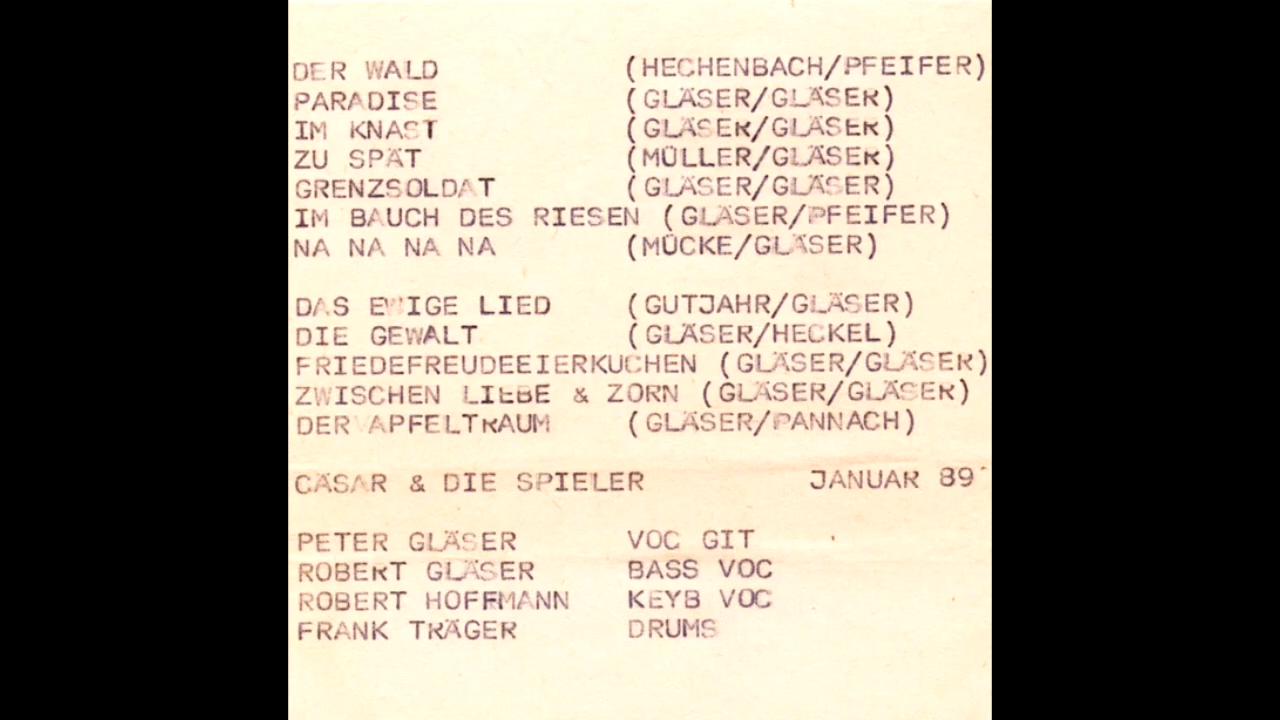 DER WALD (HECHENBACH/PFEIFER)
PARADISE (GLÄSER/GLÄSER)
IM KNAST (GLÄSER/GLÄSER)
ZU SPÄT (MÜLLER/GLÄSER)
GRENZSOLDAT (GLÄSER/GLÄSER)
IM BAUCH DES RIESEN (GLÄSER/PFEIFER)
NA NA NA NA (MÜCKE/GLÄSER)
DAS EWIGE LIED (GUTJAHR/GLÄSER)
DIE GEWALT (GLÄSER/HECKEL)
FRIEDEFREUDEEIERKUCHEN (GLÄSER/GLÄSER)
ZWISCHEN LIEBE & ZORN (GLÄSER/GLÄSER)
DER APFELTRAUM (GLÄSER/PANNACH)
CÄSAR & DIE SPIELER JANUAR 89'
PETER GLÄSER VOC GIT
ROBERT GLÄSER BASS VOC
ROBERT HOFFMANN KEYB VOC
FRANK TRÄGER DRUMS